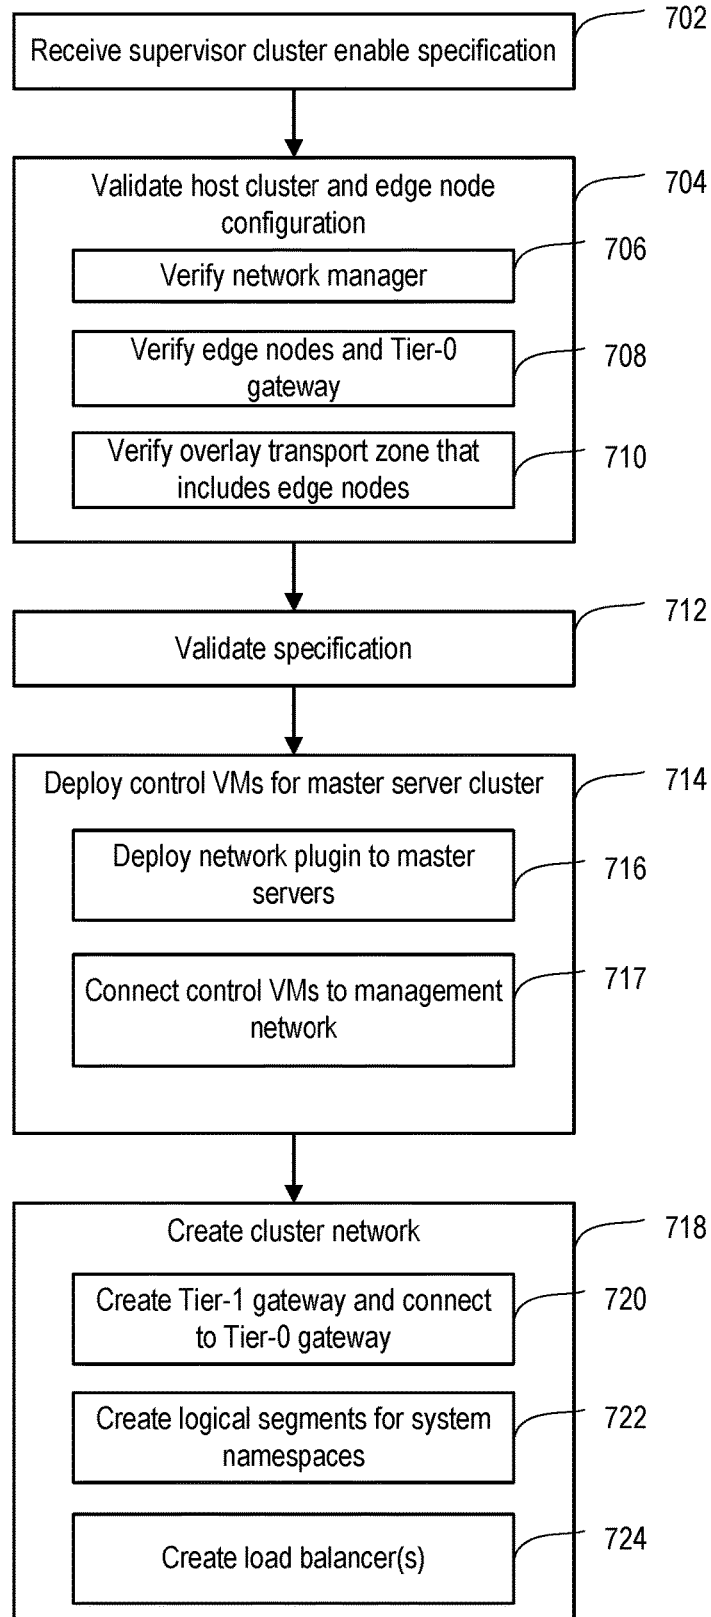 Receive supervisor cluster enable specification
702
Validate host cluster and edge node
configuration
704
Verify network manager
706
Verify edge nodes and Tier-0
gateway
708
Verify overlay transport zone that
includes edge nodes
710
Validate specification
712
Deploy control VMs for master server cluster
714
Deploy network plugin to master
servers
716
Connect control VMs to management
network
717
Create cluster network
718
Create Tier-1 gateway and connect
to Tier-0 gateway
720
Create logical segments for system
namespaces
722
Create load balancer(s)
724